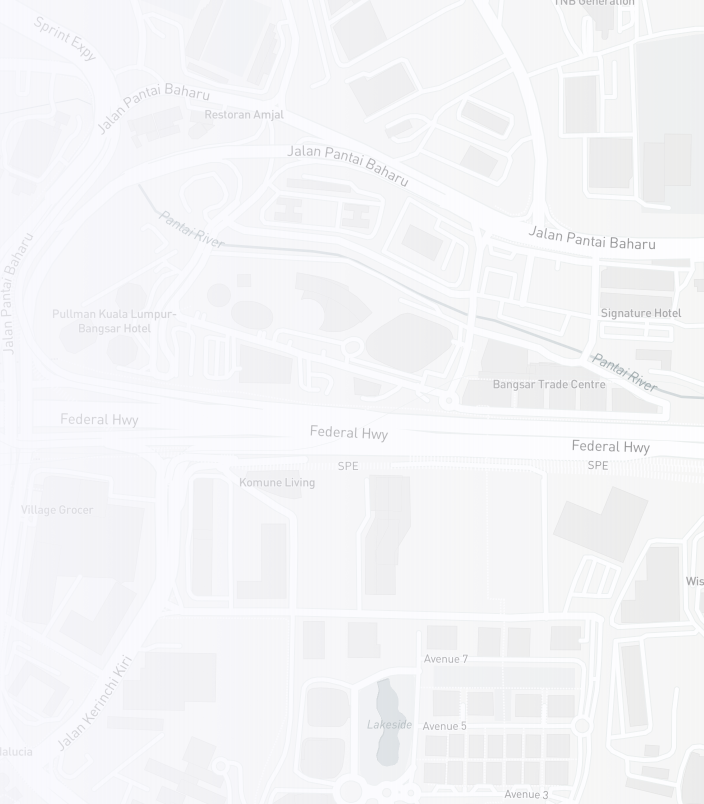 TNB Generation
Sprint Expy
Jalan Pantai Baharu
Restoran Amjal
Jalan Pantai Baharu
Pantai River
Jalan Pantai Baharu
Jalan Pantai Baharu
Pullman Kuala Lumpur-
Bangsar Hotel
Signature Hotel
Pantai River
Bangsar Trade Centre
Federal Hwy
Federal Hwy
Federal Hwy
SPE
SPE
Komune Living
Village Grocer
Wis
Avenue 7
Jalan Kerinchi Kiri
Lakeside
Avenue 5
alucia
Avenue 3